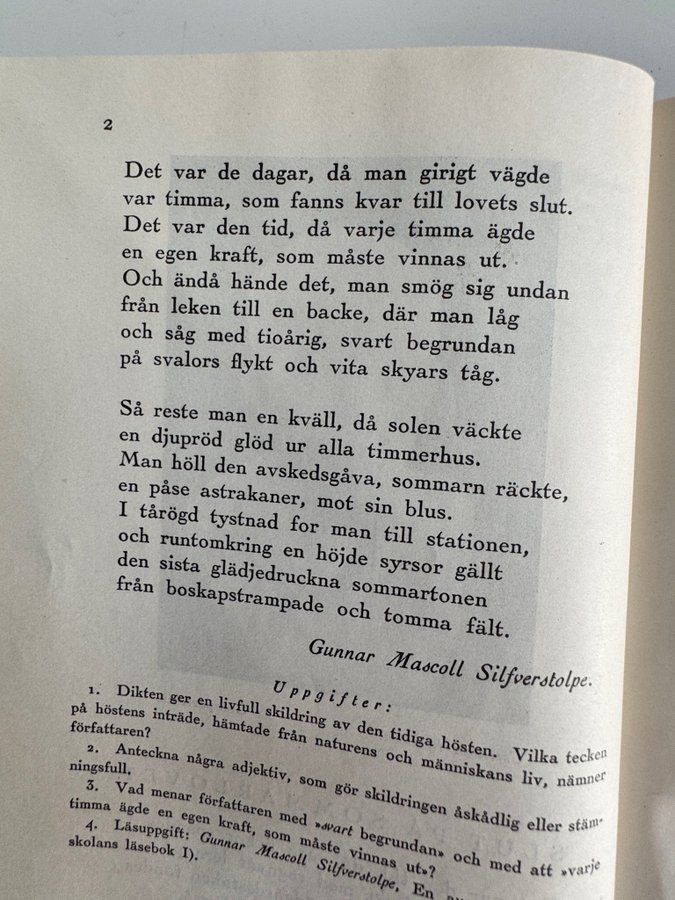 2
Det var de dagar, då man girigt vägde
var timma, som fanns kvar till lovets slut.
Det var den tid, då varje timma ägde
en egen kraft, som måste vinnas ut.
Och ändå hände det, man smög sig undan
från leken till en backe, där man låg
och såg med tioårig, svart begrundan
på svalors flykt och vita skyars tåg.
Så reste man en kväll, då solen väckte
en djupröd glöd ur alla timmerhus.
Man höll den avskedsgåva, sommarn räckte,
en påse astrakaner, mot sin blus.
I tårögd tystnad for man till stationen,
och runtomkring en höjde syrsor gällt
den sista glädjedruckna sommartonen
från boskapstrampade och tomma fält.
Gunnar Mascoll Silfverstolpe.
Uppgifter:
1. Dikten ger en livfull skildring av den tidiga hösten. Vilka tecken
på höstens inträde, hämtade från naturens och människans liv, nämner
författaren?
2. Anteckna några adjektiv, som gör skildringen åskådlig eller stäm-
ningsfull.
3. Vad menar författaren med »svart begrundan» och med att »varje
timma ägde en egen kraft, som måste vinnas ut»?
4. Läsuppgift: Gunnar Mascoll Silfverstolpe, En
skolans läsebok I).